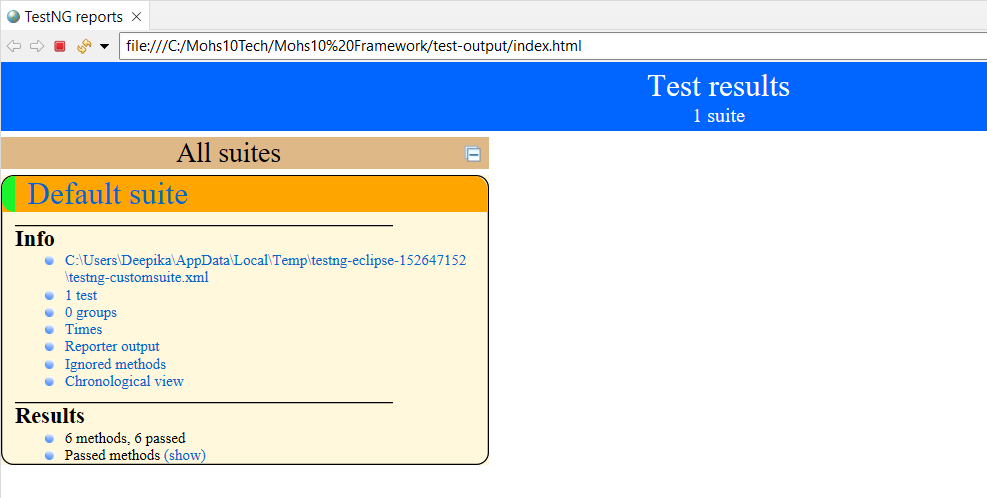 TestNG reports
file:///C:/Mohs10Tech/Mohs10%20Framework/test-output/index.html
Test results
1 suite
All suites
Default suite
Info
C:\Users\Deepika\AppData\Local\Temp\testng-eclipse-152647152
\testng-customsuite.xml
1 test
0 groups
Times
Reporter output
Ignored methods
Chronological view
Results
6 methods, 6 passed
Passed methods (show)